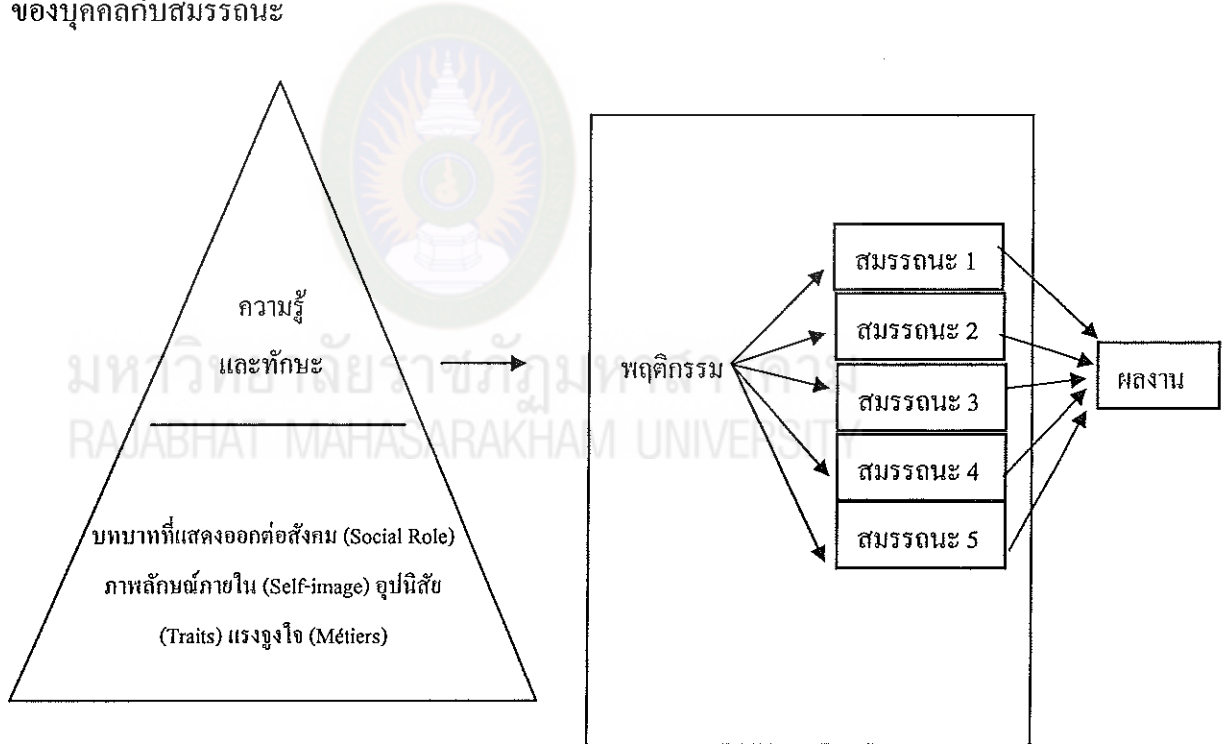 ของบุคคลกับสมรรถนะ
ความรู้
และทักษะ
บทบาทที่แสดงออกต่อสังคม (Social Role)
ภาพลักษณ์ภายใน (Self-image) อุปนิสัย
(Traits) แรงจูงใจ (Métiers)
พฤติกรรม
สมรรถนะ 1
สมรรถนะ 2
สมรรถนะ 3
สมรรถนะ 4
สมรรถนะ 5
ผลงาน
มหาวิทยาลัยราชภัฏมหาสารคาม
RAJABHAT MAHASARAKHAM UNIVERSITY